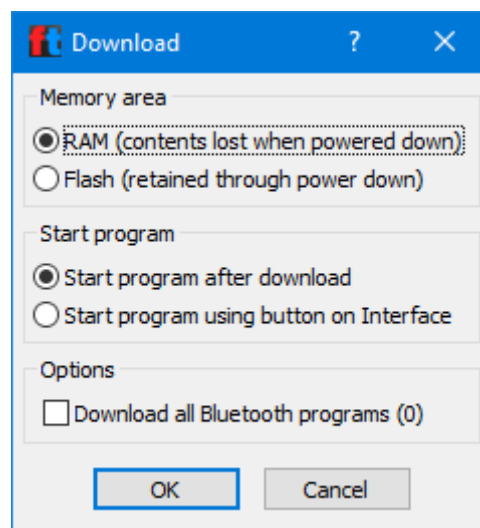 ft Download ? ×
Memory area
RAM (contents lost when powered down)
Flash (retained through power down)
Start program
Start program after download
Start program using button on Interface
Options
Download all Bluetooth programs (0)
OK Cancel